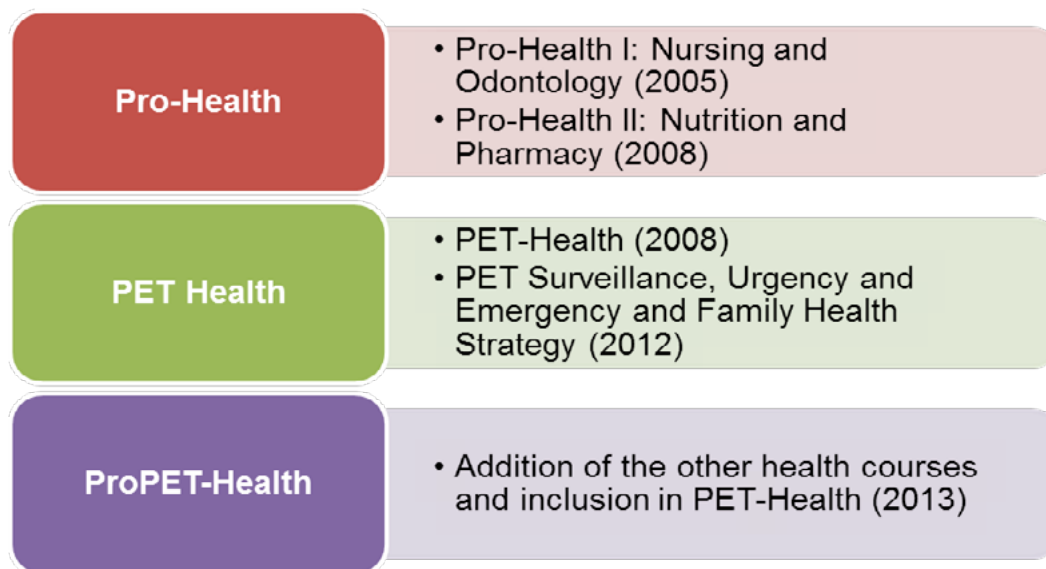 Pro-Health
• Pro-Health I: Nursing and
Odontology (2005)
• Pro-Health II: Nutrition and
Pharmacy (2008)
PET Health
• PET-Health (2008)
• PET Surveillance, Urgency and
Emergency and Family Health
Strategy (2012)
ProPET-Health
• Addition of the other health courses
and inclusion in PET-Health (2013)